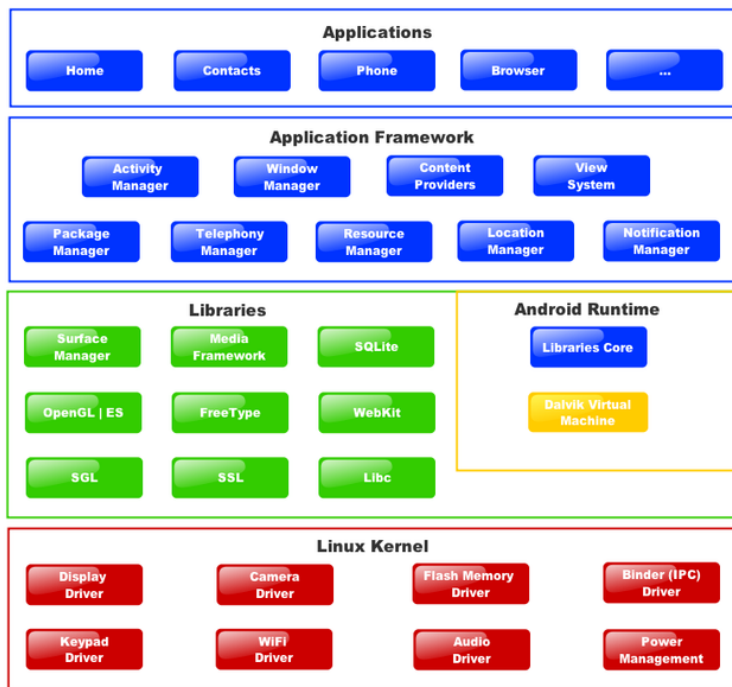 Applications
Home
Contacts
Phone
Browser
...
Application Framework
Activity
Manager
Window
Manager
Content
Providers
View
System
Package
Manager
Telephony
Manager
Resource
Manager
Location
Manager
Notification
Manager
Libraries
Android Runtime
Surface
Manager
Media
Framework
SQLite
Libraries Core
OpenGL | ES
FreeType
WebKit
Dalvik Virtual
Machine
SGL
SSL
Libc
Linux Kernel
Display
Driver
Camera
Driver
Flash Memory
Driver
Binder (IPC)
Driver
Keypad
Driver
WiFi
Driver
Audio
Driver
Power
Management